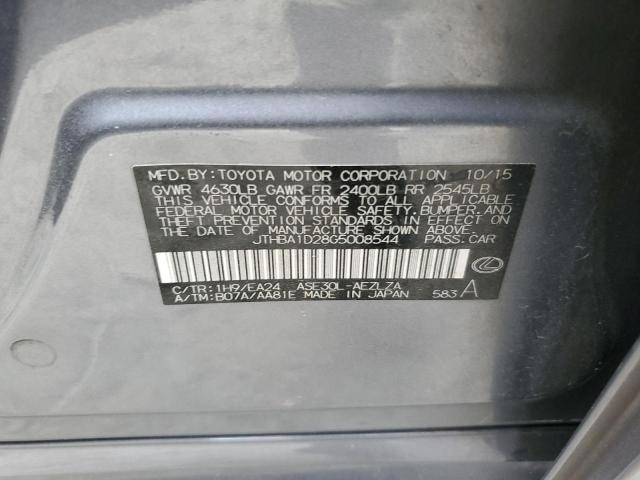 MFD. BY: TOYOTA MOTOR CORPORATION 10/15
GVWR 4630LB GAWR FR 2400LB RR 2545LB
THIS VEHICLE CONFORMS TO ALL APPLICABLE
FEDERAL MOTOR VEHICLE SAFETY, BUMPER, AND
THEFT PREVENTION STANDARDS IN EFFECT ON
THE DATE OF MANUFACTURE SHOWN ABOVE.
JTHBA1D28G5008544 PASS. CAR
C/TR: 1H9/EA24 ASE30L-AEZLZA
A/TM: B07A/AA81E MADE IN JAPAN 583 A